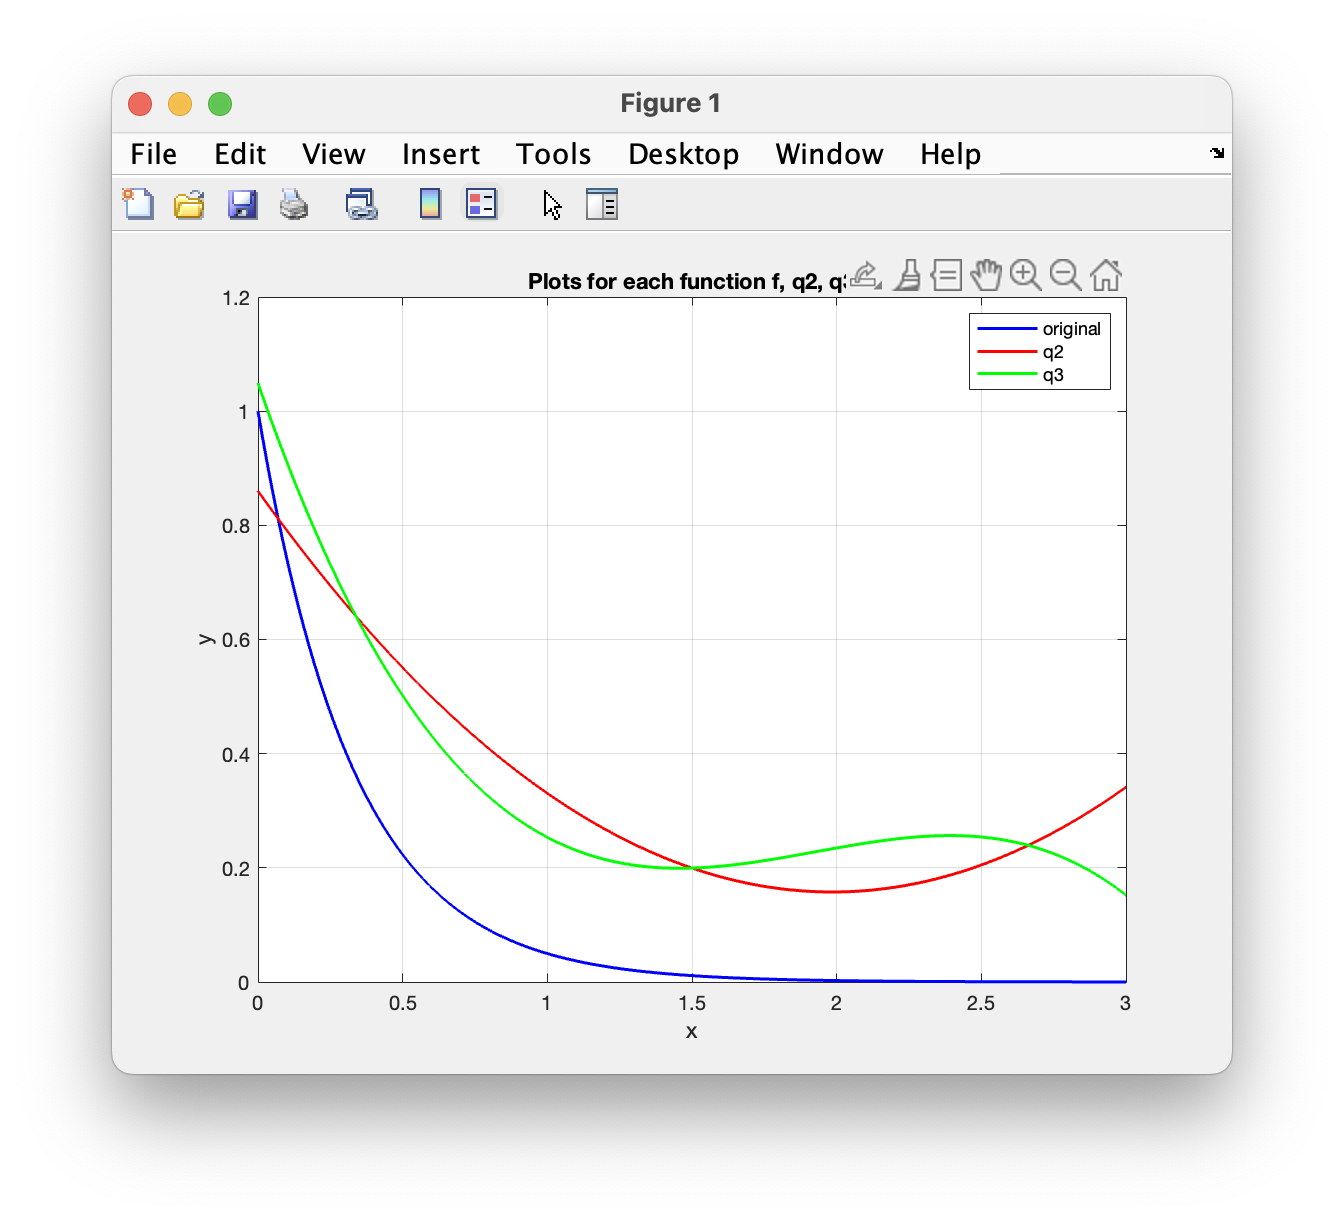 Figure 1
File Edit View Insert Tools Desktop Window Help
Plots for each function f, q2,
1.2
original
q2
q3
1
0.8
y
0.6
0.4
0.2
0
0 0.5 1 1.5 2 2.5 3
x